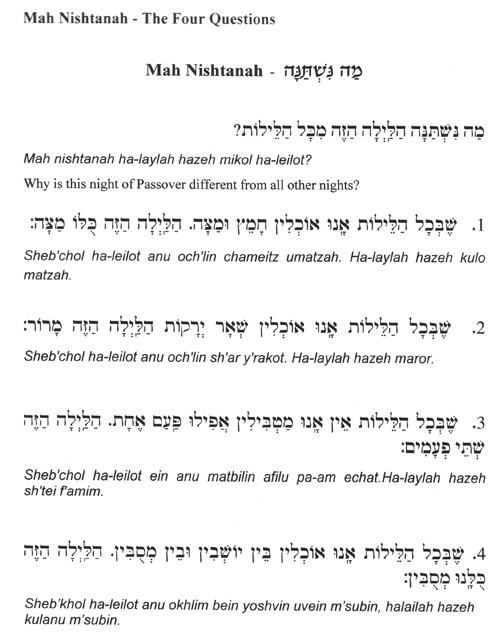 Mah Nishtanah - The Four Questions
Mah Nishtanah - מַה נִּשְׁתַּנָּה
מַה נִּשְׁתַּנָּה הַלַּיְלָה הַזֶּה מִכָּל הַלֵּילוֹת?
Mah nishtanah ha-laylah hazeh mikol ha-leilot?
Why is this night of Passover different from all other nights?
1. שֶׁבְּכָל הַלֵּילוֹת אָנוּ אוֹכְלִין חָמֵץ וּמַצָּה. הַלַּיְלָה הַזֶּה כֻּלּוֹ מַצָּה:
Sheb'chol ha-leilot anu och'lin chameitz umatzah. Ha-laylah hazeh kulo
matzah.
2. שֶׁבְּכָל הַלֵּילוֹת אָנוּ אוֹכְלִין שְׁאָר יְרָקוֹת הַלַּיְלָה הַזֶּה מָרוֹר:
Sheb'chol ha-leilot anu och'lin sh'ar y'rakot. Ha-laylah hazeh maror.
3. שֶׁבְּכָל הַלֵּילוֹת אֵין אָנוּ מַטְבִּילִין אֲפִילוּ פַּעַם אֶחָת. הַלַּיְלָה הַזֶּה
שְׁתֵּי פְעָמִים:
Sheb'chol ha-leilot ein anu matbilin afilu pa-am echat.Ha-laylah hazeh
sh'tei f'amim.
4. שֶׁבְּכָל הַלֵּילוֹת אָנוּ אוֹכְלִין בֵּין יוֹשְׁבִין וּבֵין מְסֻבִּין. הַלַּיְלָה הַזֶּה
כֻּלָּנוּ מְסֻבִּין:
Sheb'khol ha-leilot anu okhlim bein yoshvin uvein m'subin, halailah hazeh
kulanu m'subin.